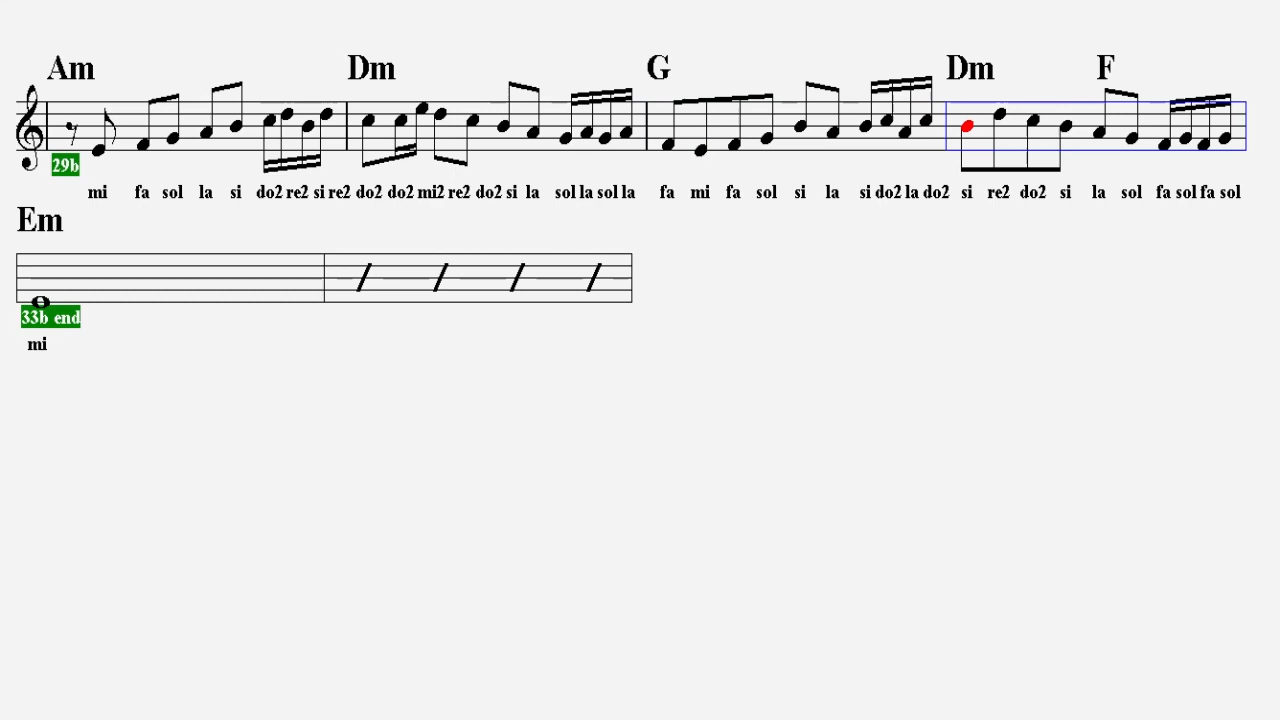 Am Dm G Dm F
29b
mi fa sol la si do2 re2 si re2 do2 do2 mi2 re2 do2 si la sol la sol la fa mi fa sol si la si do2 la do2 si re2 do2 si la sol fa sol fa sol
Em
33b end
mi